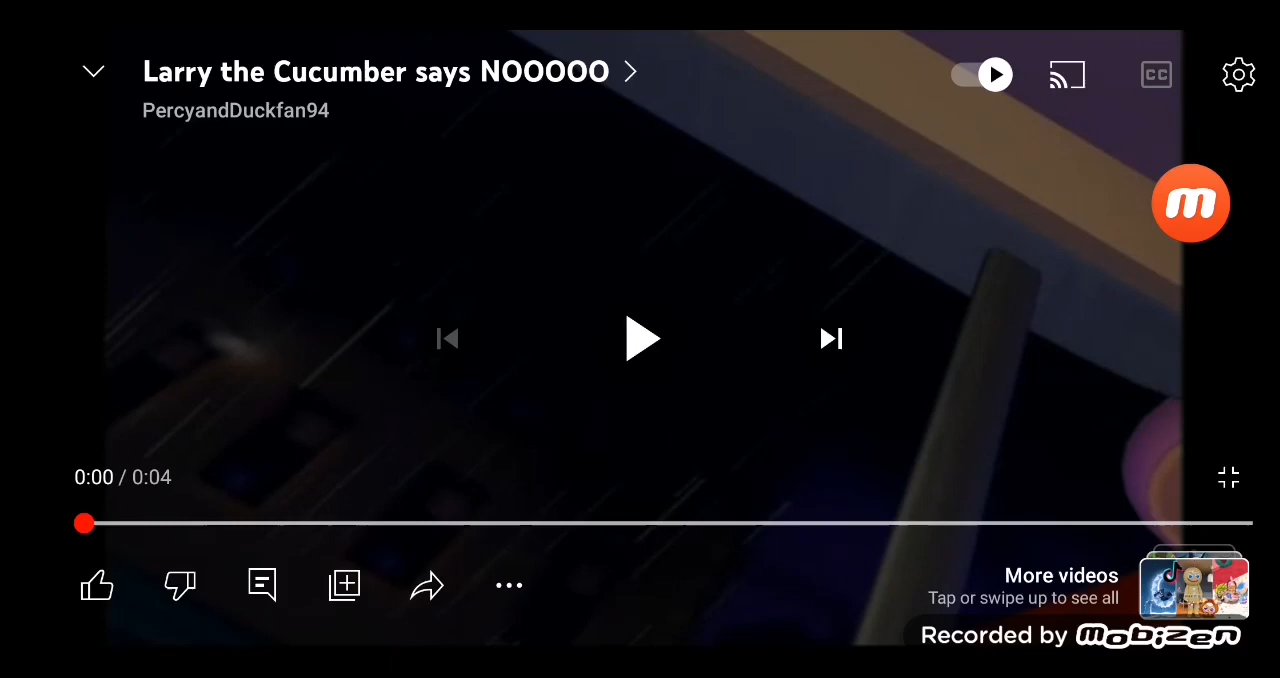 Larry the Cucumber says NOOOOO
PercyandDuckfan94
CC
m
0:00 / 0:04
More videos
Tap or swipe up to see all
Recorded by mobizen